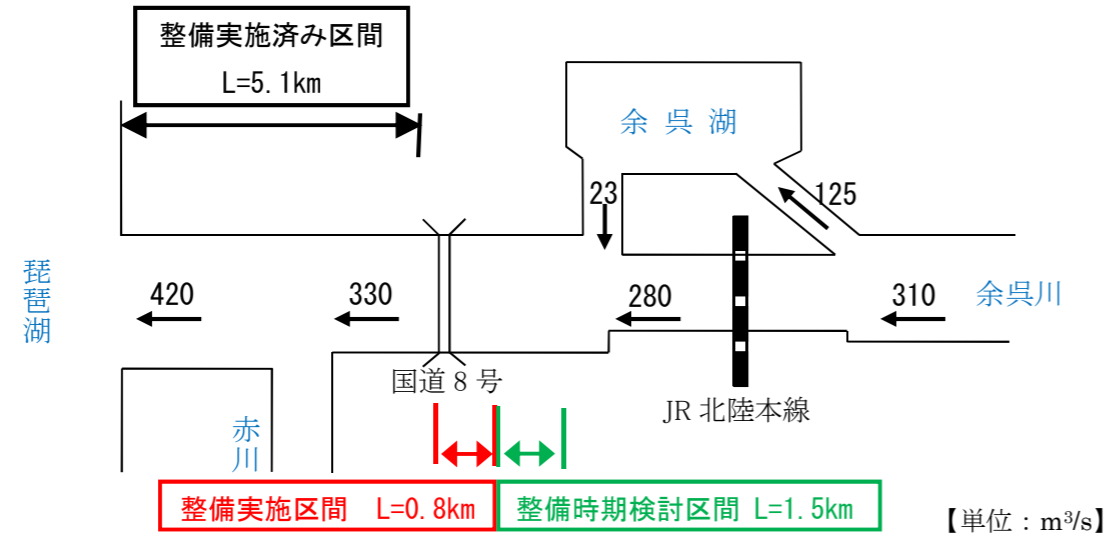 整備実施済み区間
L=5.1km
余呉湖
23
125
琵琶湖
420
330
280
310
余呉川
国道8号
JR北陸本線
赤川
整備実施区間 L=0.8km
整備時期検討区間 L=1.5km
【単位:m³/s】